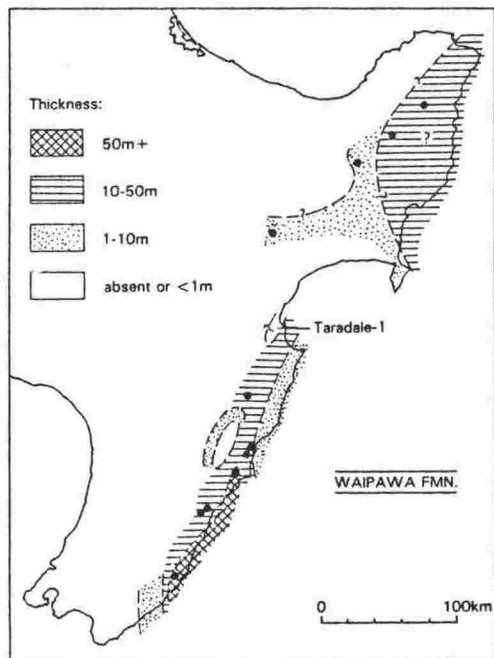 Thickness:
50m+
10-50m
1-10m
absent or <1m
?
?
?
?
?
Taradale-1
WAIPAWA FMN.
0 100km